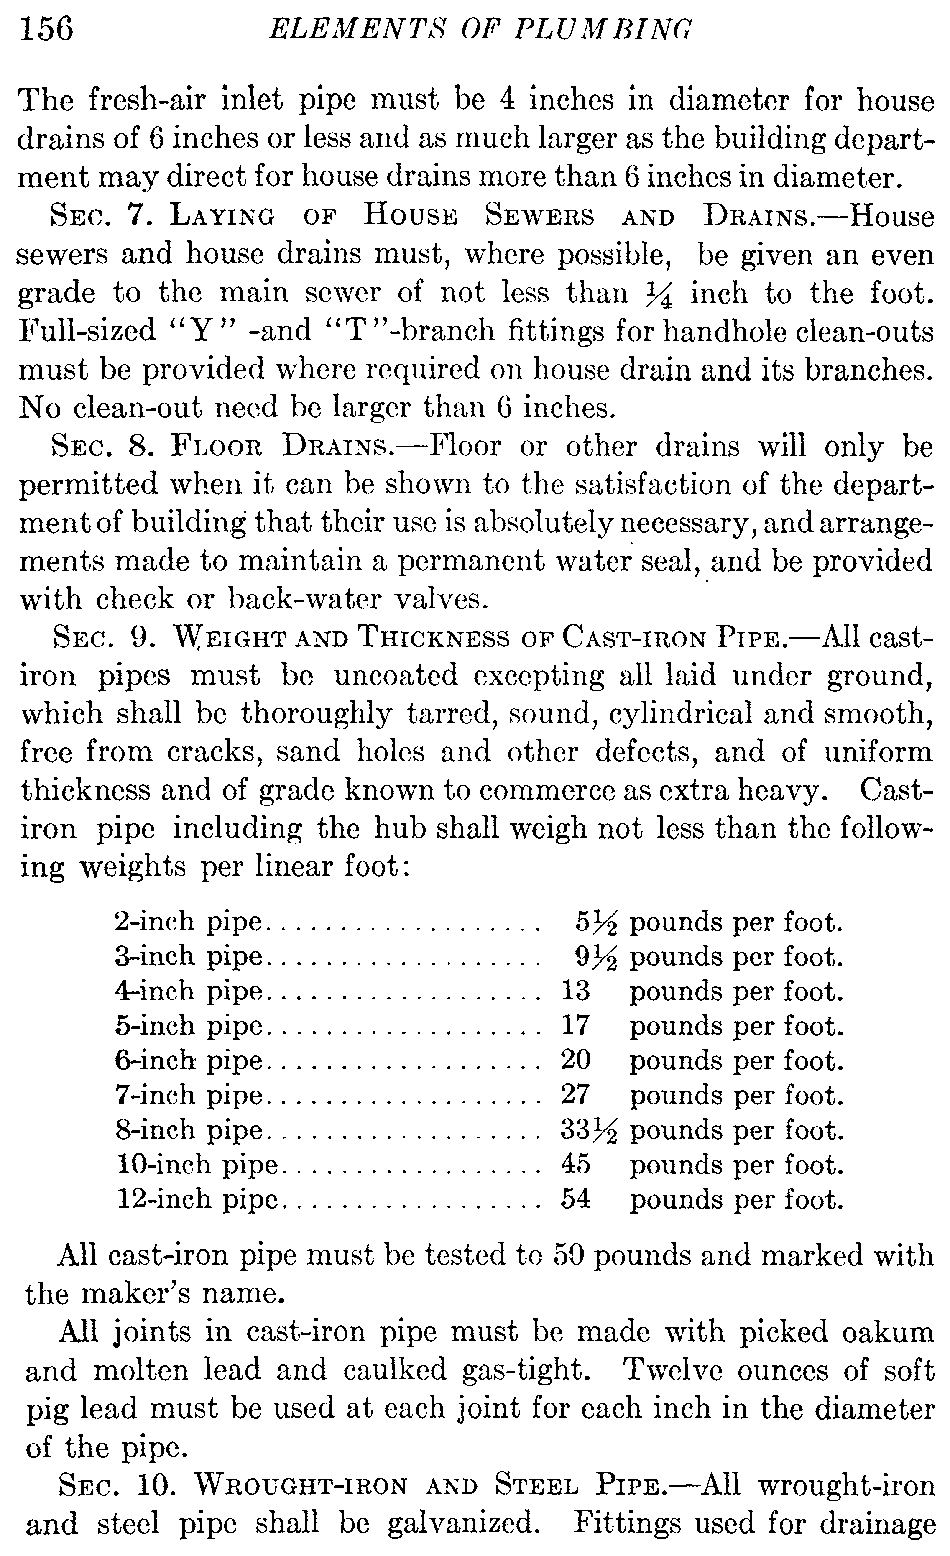 156 ELEMENTS OF PLUMBING
The fresh-air inlet pipe must be 4 inches in diameter for house
drains of 6 inches or less and as much larger as the building depart-
ment may direct for house drains more than 6 inches in diameter.
SEC. 7. LAYING OF HOUSE SEWERS AND DRAINS.—House
sewers and house drains must, where possible, be given an even
grade to the main sewer of not less than ¼ inch to the foot.
Full-sized "Y" -and "T"-branch fittings for handhole clean-outs
must be provided where required on house drain and its branches.
No clean-out need be larger than 6 inches.
SEC. 8. FLOOR DRAINS.—Floor or other drains will only be
permitted when it can be shown to the satisfaction of the depart-
ment of building that their use is absolutely necessary, and arrange-
ments made to maintain a permanent water seal, and be provided
with check or back-water valves.
SEC. 9. WEIGHT AND THICKNESS OF CAST-IRON PIPE.—All cast-
iron pipes must be uncoated excepting all laid under ground,
which shall be thoroughly tarred, sound, cylindrical and smooth,
free from cracks, sand holes and other defects, and of uniform
thickness and of grade known to commerce as extra heavy. Cast-
iron pipe including the hub shall weigh not less than the follow-
ing weights per linear foot:
2-inch pipe................... 5½ pounds per foot.
3-inch pipe................... 9½ pounds per foot.
4-inch pipe................... 13 pounds per foot.
5-inch pipe................... 17 pounds per foot.
6-inch pipe................... 20 pounds per foot.
7-inch pipe................... 27 pounds per foot.
8-inch pipe................... 33½ pounds per foot.
10-inch pipe.................. 45 pounds per foot.
12-inch pipe.................. 54 pounds per foot.
All cast-iron pipe must be tested to 50 pounds and marked with
the maker's name.
All joints in cast-iron pipe must be made with picked oakum
and molten lead and caulked gas-tight. Twelve ounces of soft
pig lead must be used at each joint for each inch in the diameter
of the pipe.
SEC. 10. WROUGHT-IRON AND STEEL PIPE.—All wrought-iron
and steel pipe shall be galvanized. Fittings used for drainage